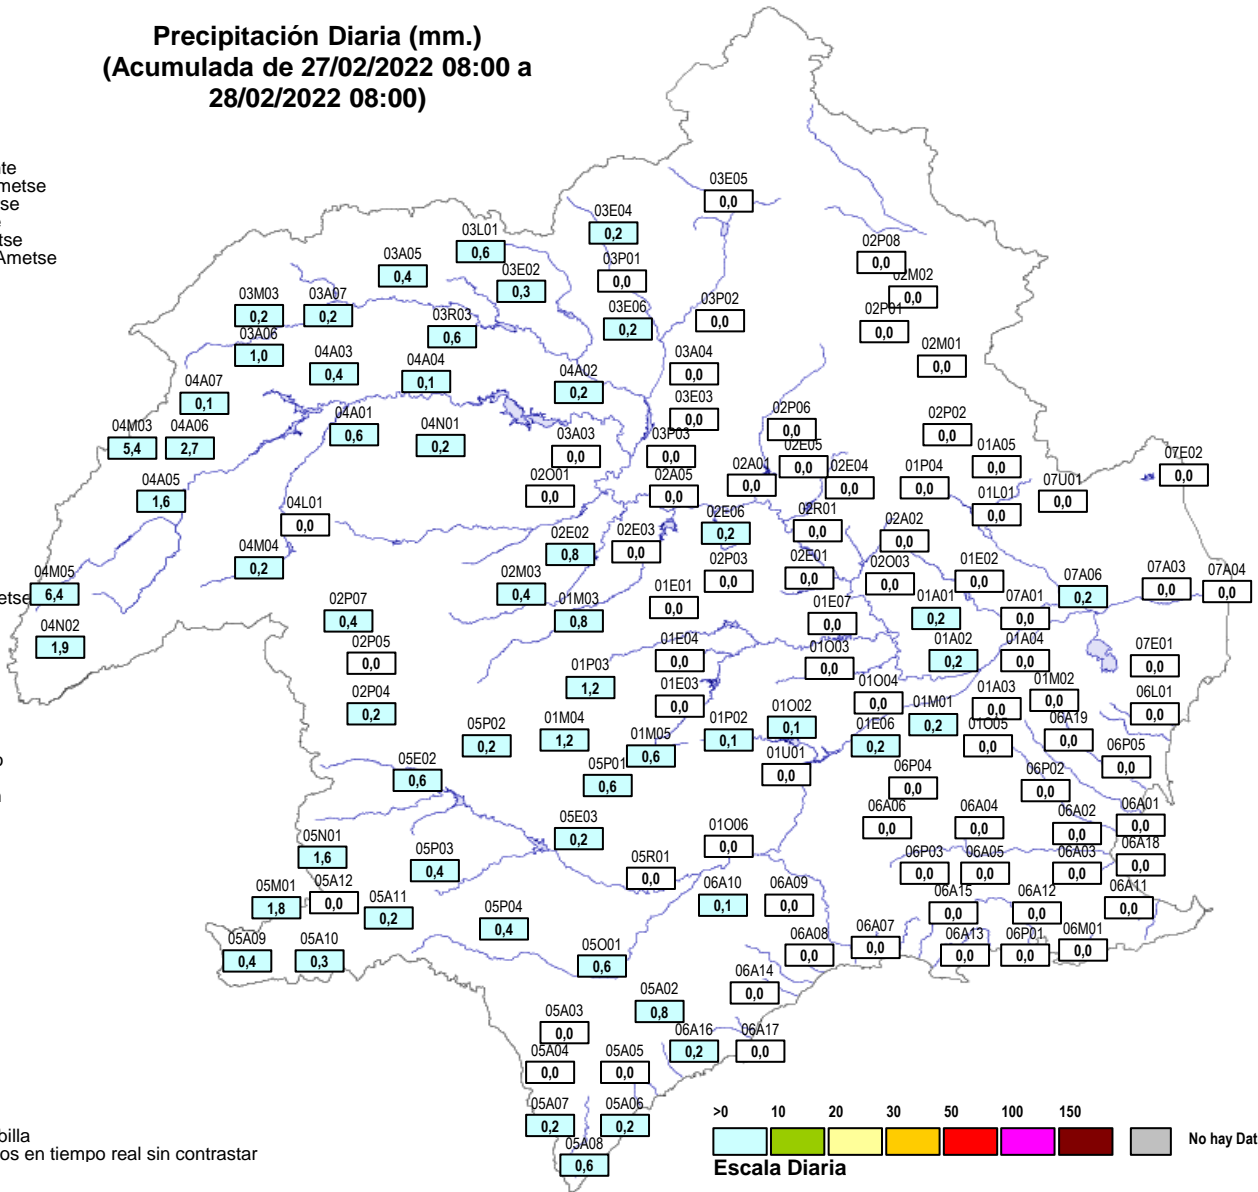 Precipitación Diaria (mm.)
(Acumulada de 27/02/2022 08:00 a
28/02/2022 08:00)
03E05
0,0
03E04
0,2
03L01
0,6
03A05
0,4
03E02
0,3
03P01
0,0
02P08
0,0
02M02
0,0
03M03
0,2
03A07
0,2
03R03
0,6
03E06
0,2
03P02
0,0
02P01
0,0
03A06
1,0
04A03
0,4
04A04
0,1
04A02
0,2
03A04
0,0
02M01
0,0
04A07
0,1
03E03
0,0
04M03
5,4
04A06
2,7
04A01
0,6
04N01
0,2
03A03
0,0
03P03
0,0
02P06
0,0
02E05
0,0
02P02
0,0
01A05
0,0
07E02
0,0
04A05
1,6
02O01
0,0
02A05
0,0
02A01
0,0
02E04
0,0
01P04
0,0
01L01
0,0
07U01
0,0
04L01
0,0
02E06
0,2
02R01
0,0
02A02
0,0
04M04
0,2
02E02
0,8
02E03
0,0
02P03
0,0
02E01
0,0
02O03
0,0
01E02
0,0
04M05
6,4
02M03
0,4
01M03
0,8
01E01
0,0
01E07
0,0
01A01
0,2
07A01
0,0
07A06
0,2
07A03
0,0
07A04
0,0
04N02
1,9
02P07
0,4
02P05
0,0
01P03
1,2
01E04
0,0
01O03
0,0
01A02
0,2
01A04
0,0
07E01
0,0
02P04
0,2
01E03
0,0
01O04
0,0
01A03
0,0
01M02
0,0
06L01
0,0
05P02
0,2
01M04
1,2
01M05
0,6
01P02
0,1
01O02
0,1
01E06
0,2
01M01
0,2
01O05
0,0
06A19
0,0
06P05
0,0
05E02
0,6
05P01
0,6
01U01
0,0
06P04
0,0
06P02
0,0
05E03
0,2
01O06
0,0
06A06
0,0
06A04
0,0
06A02
0,0
06A01
0,0
05N01
1,6
05P03
0,4
05R01
0,0
06P03
0,0
06A05
0,0
06A03
0,0
06A18
0,0
05M01
1,8
05A12
0,0
05A11
0,2
05P04
0,4
06A10
0,1
06A09
0,0
06A15
0,0
06A12
0,0
06A11
0,0
05A09
0,4
05A10
0,3
05O01
0,6
06A08
0,0
06A07
0,0
06A13
0,0
06P01
0,0
06M01
0,0
05A02
0,8
06A14
0,0
05A03
0,0
06A16
0,2
06A17
0,0
05A04
0,0
05A05
0,0
05A07
0,2
05A06
0,2
05A08
0,6
os en tiempo real sin contrastar
>0 10 20 30 50 100 150
No hay Dat
Escala Diaria